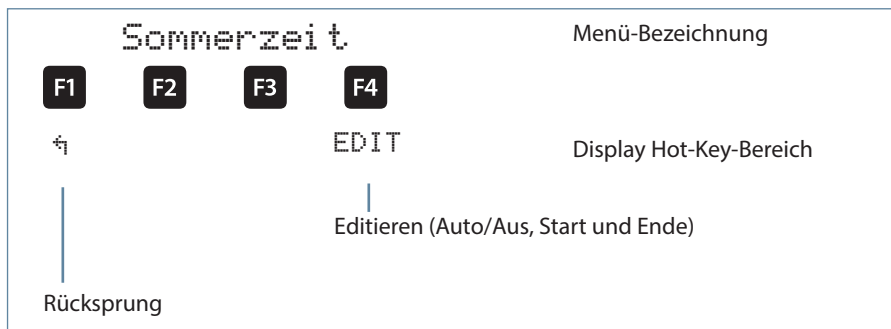 Sommerzeit Menü-Bezeichnung
F1 F2 F3 F4
EDIT Display Hot-Key-Bereich
Editieren (Auto/Aus, Start und Ende)
Rücksprung